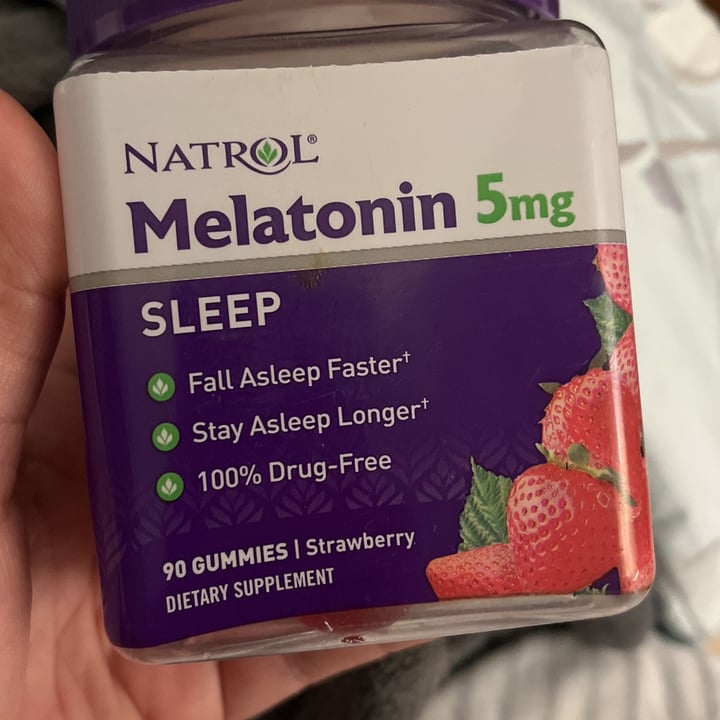 NATROL®
Melatonin 5mg
SLEEP
Fall Asleep Faster†
Stay Asleep Longer†
100% Drug-Free
90 GUMMIES | Strawberry
DIETARY SUPPLEMENT